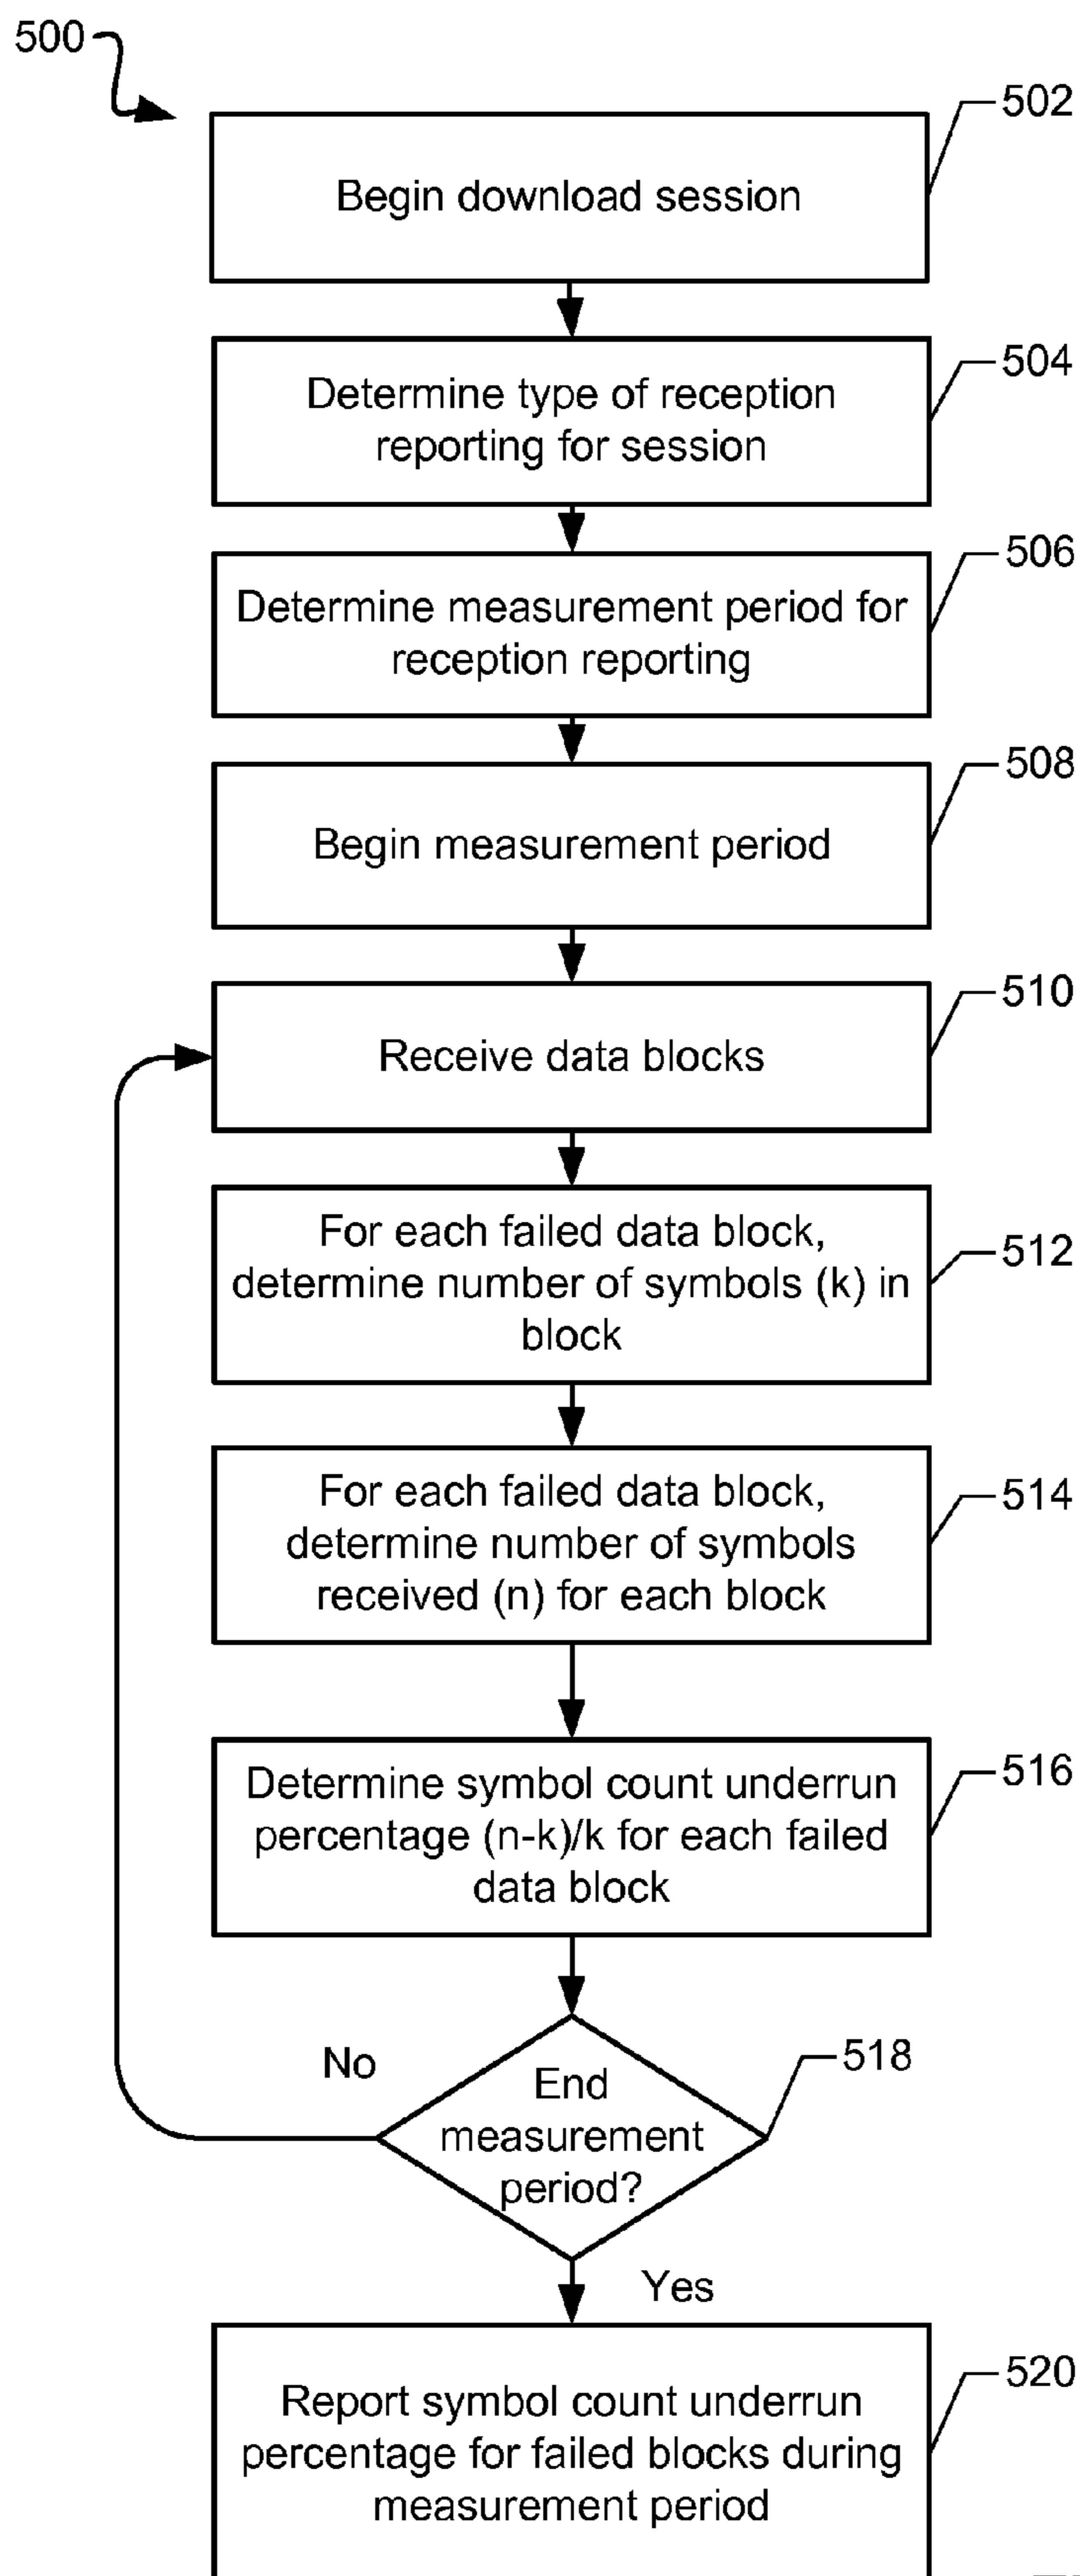 500
502
Begin download session
504
Determine type of reception
reporting for session
506
Determine measurement period for
reception reporting
508
Begin measurement period
510
Receive data blocks
512
For each failed data block,
determine number of symbols (k) in
block
514
For each failed data block,
determine number of symbols
received (n) for each block
516
Determine symbol count underrun
percentage (n-k)/k for each failed
data block
518
No
End
measurement
period?
Yes
520
Report symbol count underrun
percentage for failed blocks during
measurement period